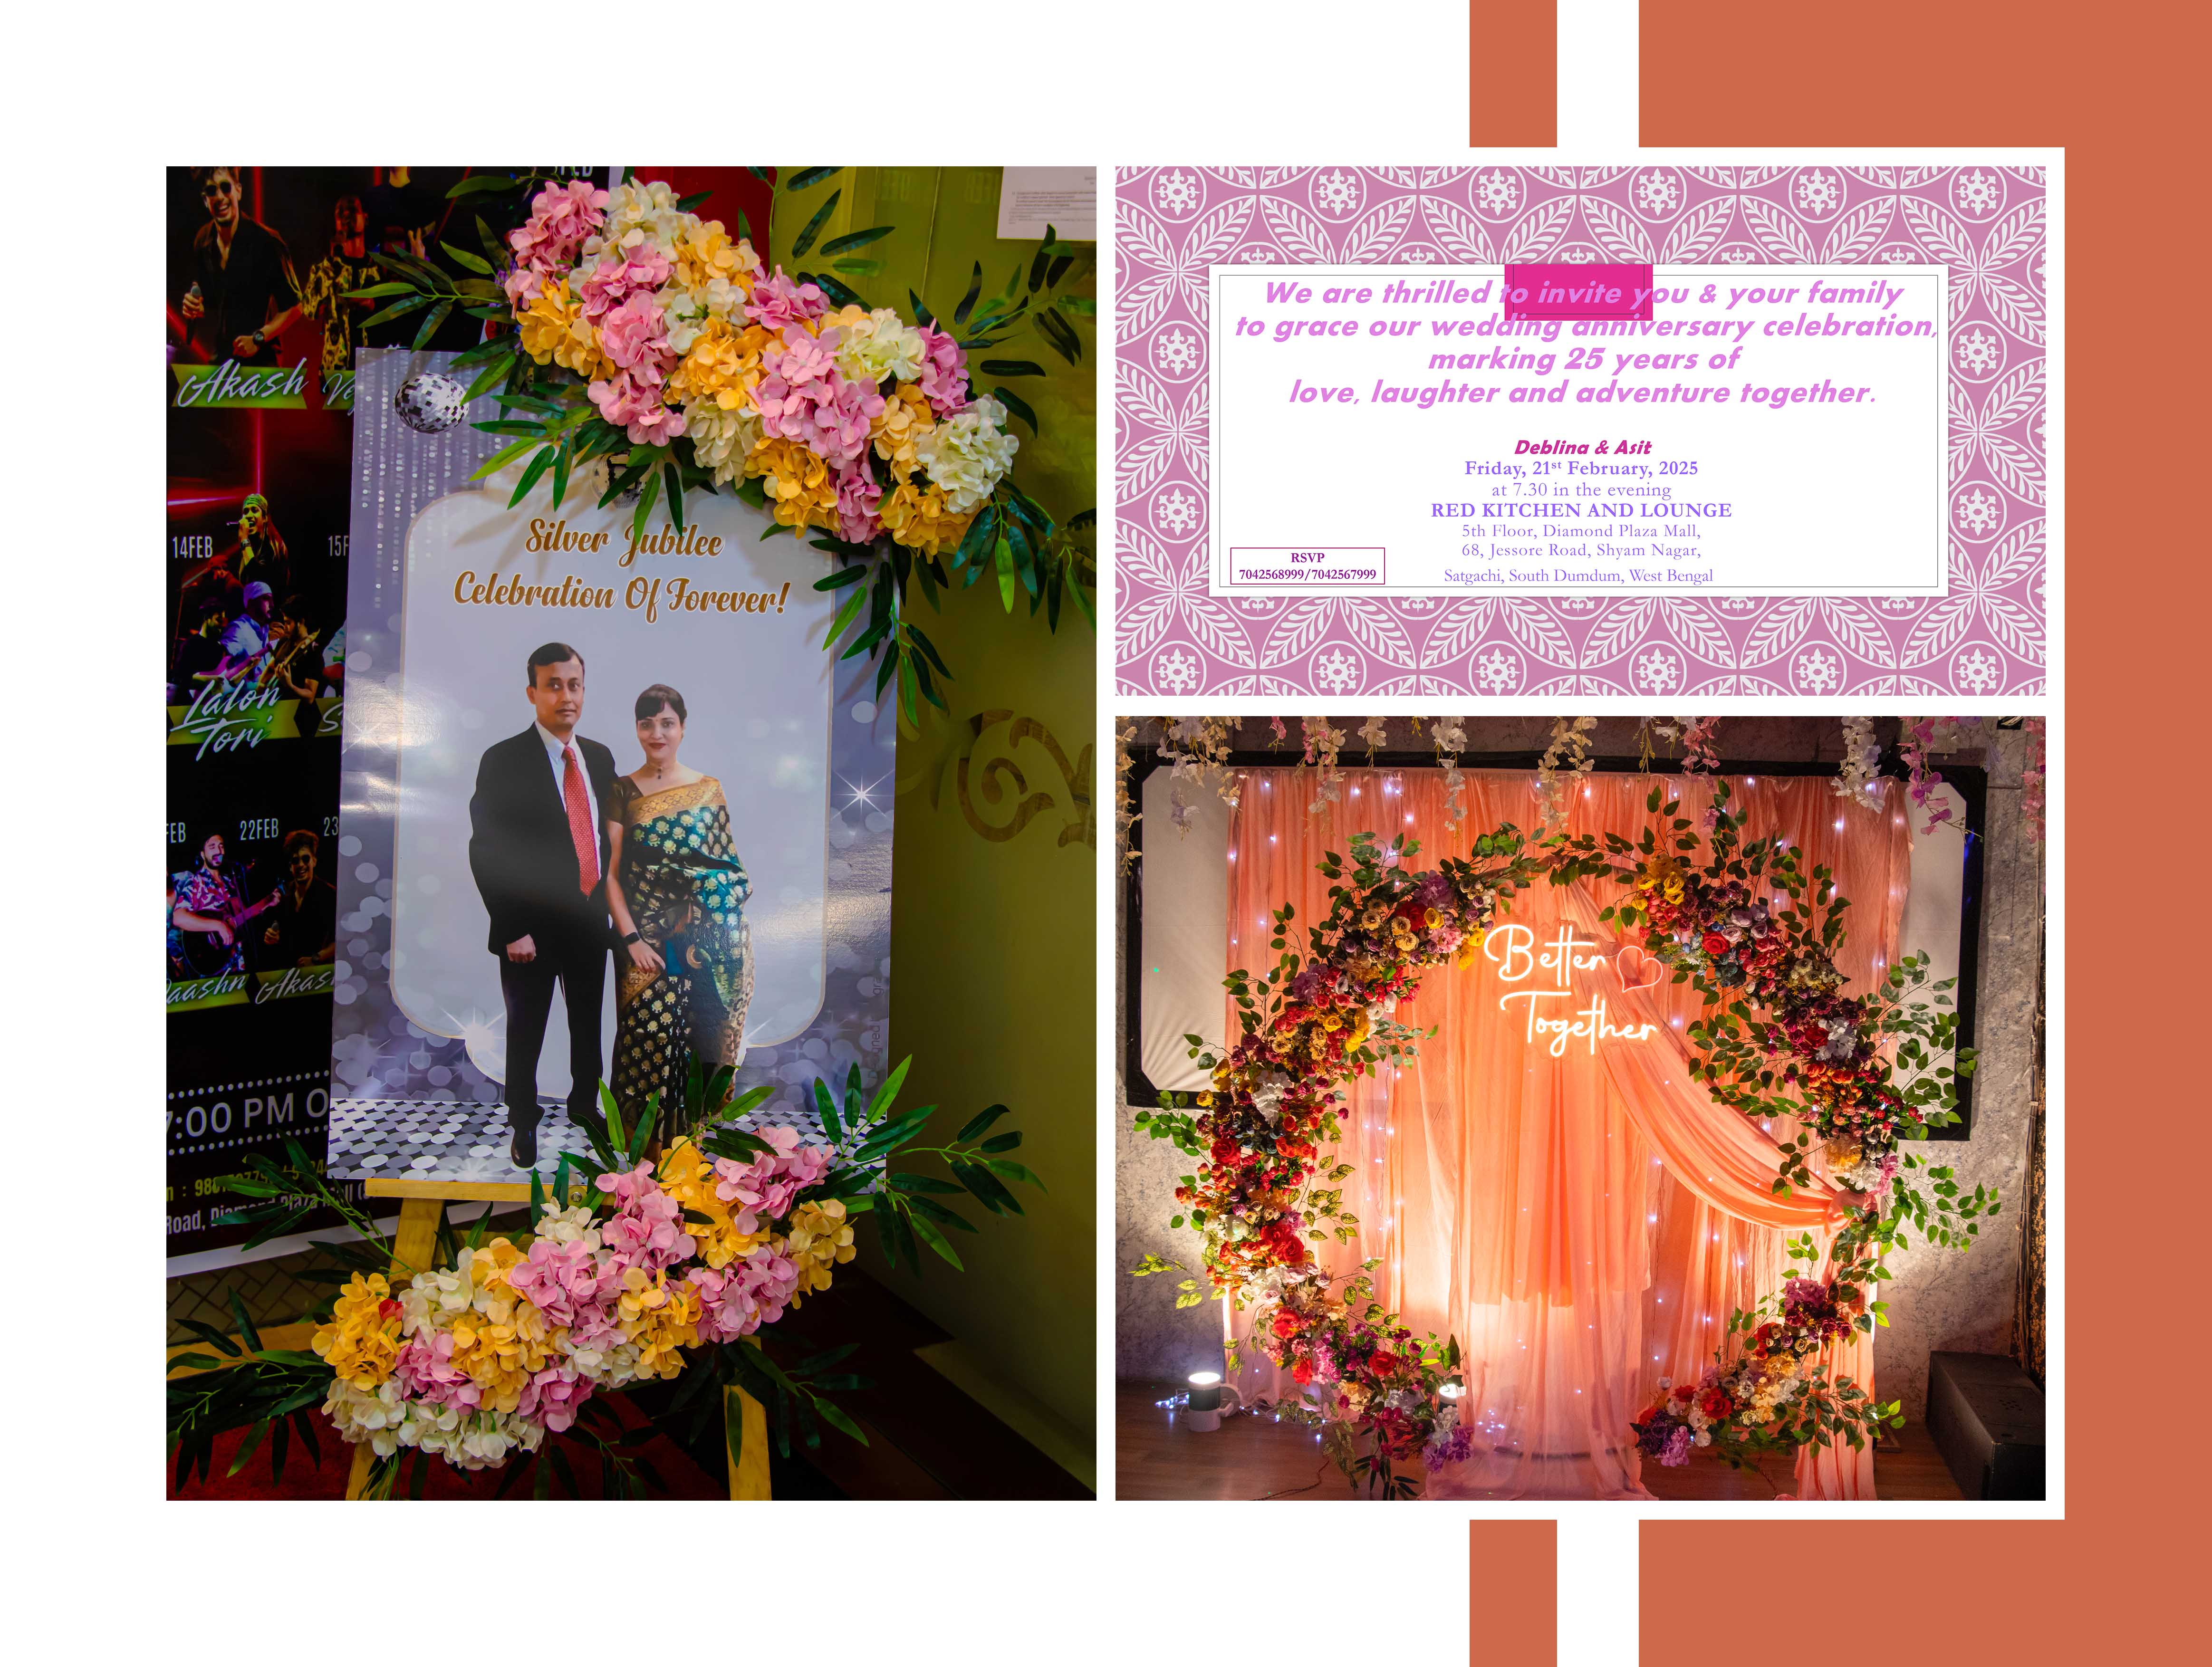 Akash
14FEB
Lalon
Tori
22FEB
23
Akas
7:00 PM O
Silver Jubilee
Celebration Of Forever!
We are thrilled to invite you & your family
to grace our wedding anniversary celebration,
marking 25 years of
love, laughter and adventure together.
Deblina & Asit
Friday, 21st February, 2025
at 7.30 in the evening
RED KITCHEN AND LOUNGE
5th Floor, Diamond Plaza Mall,
68, Jessore Road, Shyam Nagar,
Satgachi, South Dumdum, West Bengal
RSVP
7042568999/7042567999
Better
Together